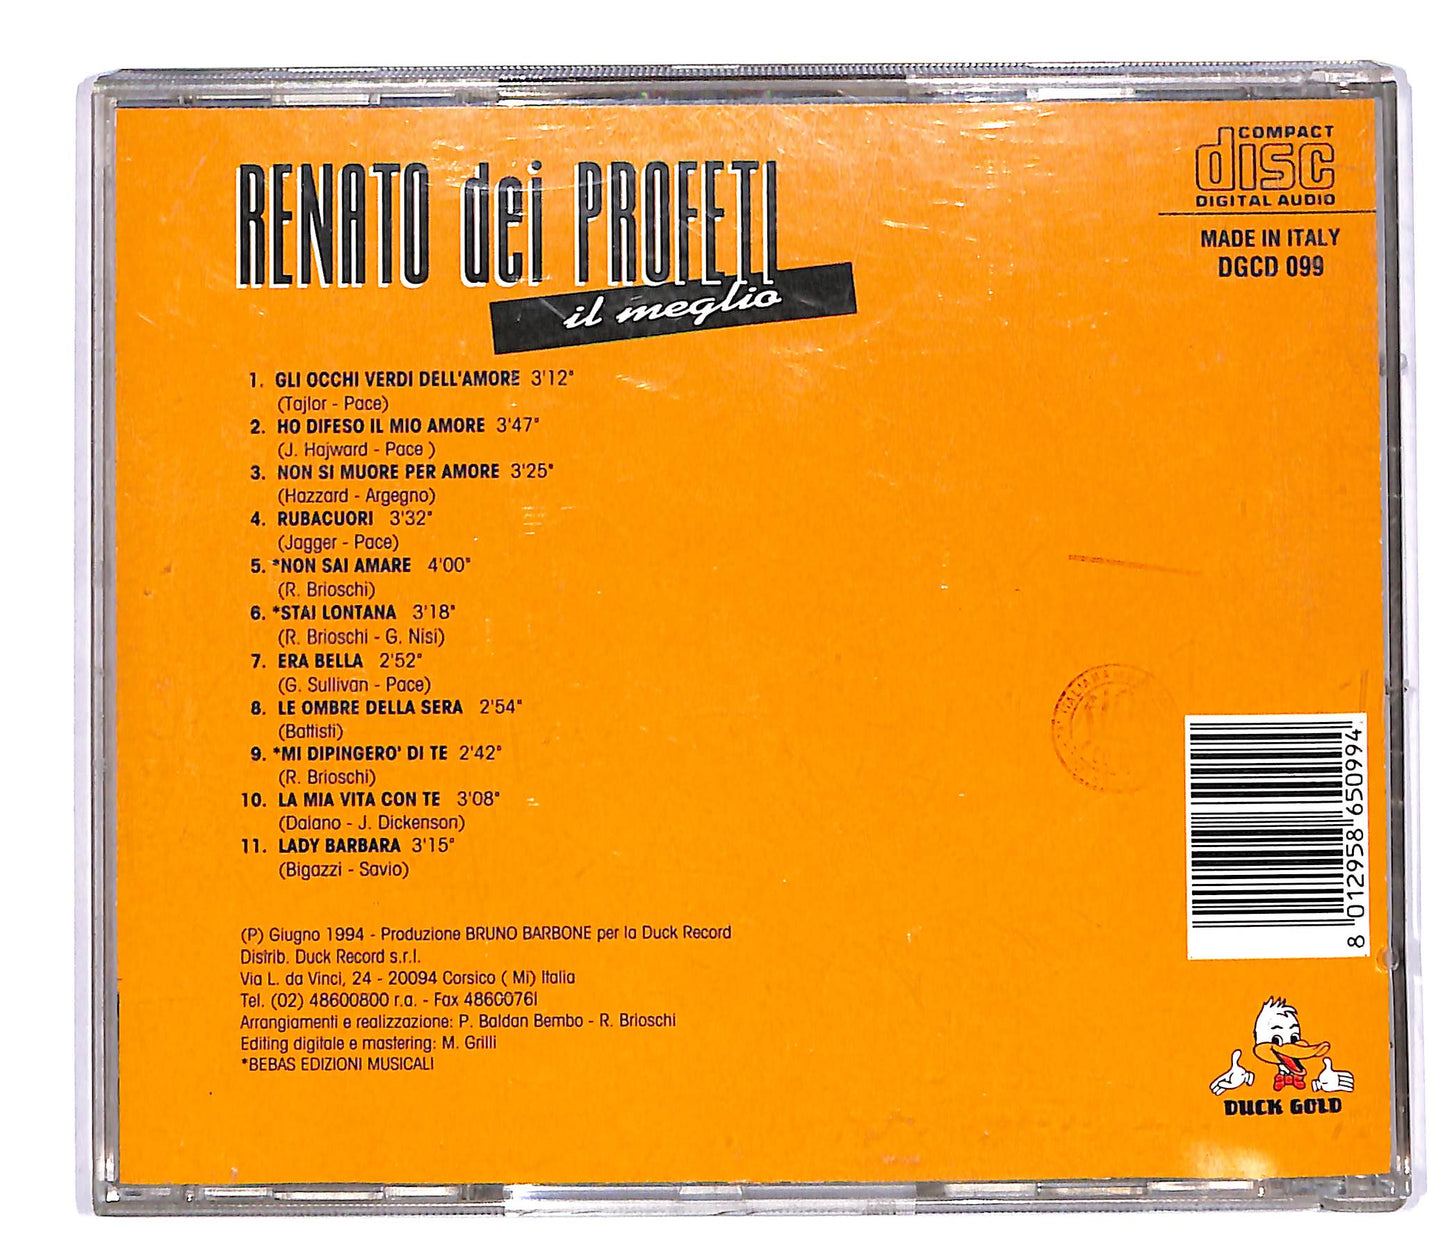 RENATO dei PROFETI
il meglio
COMPACT
disc
DIGITAL AUDIO
MADE IN ITALY
DGCD 099
1. GLI OCCHI VERDI DELL'AMORE 3'12"
(Tajlor - Pace)
2. HO DIFESO IL MIO AMORE 3'47"
(J. Hajward - Pace )
3. NON SI MUORE PER AMORE 3'25"
(Hazzard - Argegno)
4. RUBACUORI 3'32"
(Jagger - Pace)
5. *NON SAI AMARE 4'00"
(R. Brioschi)
6. *STAI LONTANA 3'18"
(R. Brioschi - G. Nisi)
7. ERA BELLA 2'52"
(G. Sullivan - Pace)
8. LE OMBRE DELLA SERA 2'54"
(Battisti)
9. *MI DIPINGERO' DI TE 2'42"
(R. Brioschi)
10. LA MIA VITA CON TE 3'08"
(Daiano - J. Dickenson)
11. LADY BARBARA 3'15"
(Bigazzi - Savio)
(P) Giugno 1994 - Produzione BRUNO BARBONE per la Duck Record
Distrib. Duck Record s.r.l.
Via L. da Vinci, 24 - 20094 Corsico ( Mi) Italia
Tel. (02) 48600800 r.a. - Fax 48600761
Arrangiamenti e realizzazione: P. Baldan Bembo - R. Brioschi
Editing digitale e mastering: M. Grilli
*BEBAS EDIZIONI MUSICALI
ITALIANA
8 012958 650994
DUCK GOLD